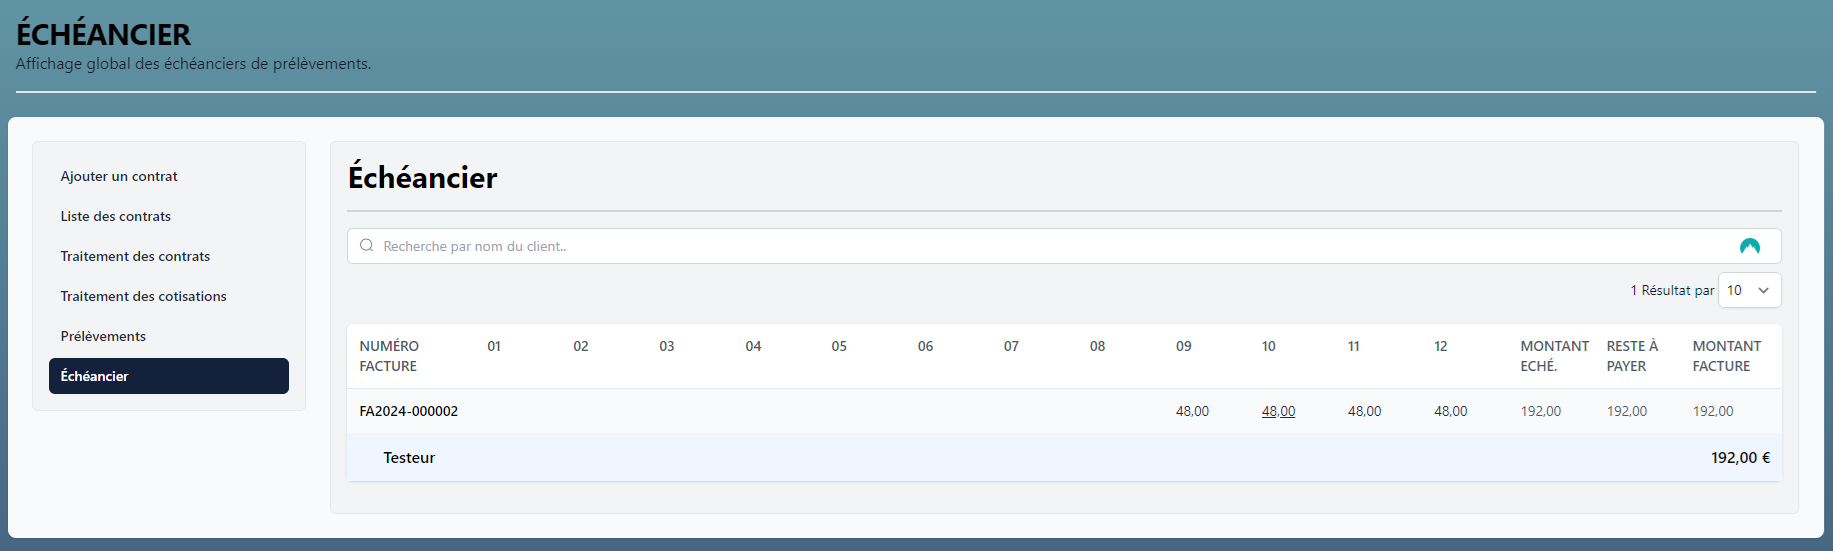 ÉCHÉANCIER
Affichage global des échéanciers de prélèvements.
Ajouter un contrat
Liste des contrats
Traitement des contrats
Traitement des cotisations
Prélèvements
Échéancier
Échéancier
Recherche par nom du client..
1 Résultat par 10
NUMÉRO FACTURE 01 02 03 04 05 06 07 08 09 10 11 12 MONTANT ECHÉ. RESTE À PAYER MONTANT FACTURE
FA2024-000002 48,00 48,00 48,00 48,00 192,00 192,00 192,00
Testeur 192,00 €